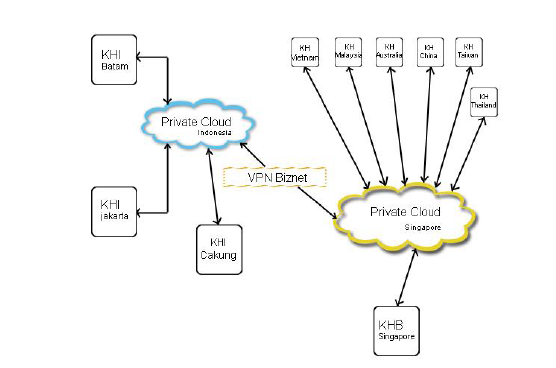 KHI
Batam
KH
Vietnam
KH
Malaysia
KH
Australia
KH
China
KH
Taiwan
KH
Thailand
Private Cloud
Indonesia
VPN Biznet
KHI
jakarta
Private Cloud
Singapore
KHI
Cakung
KHB
Singapore